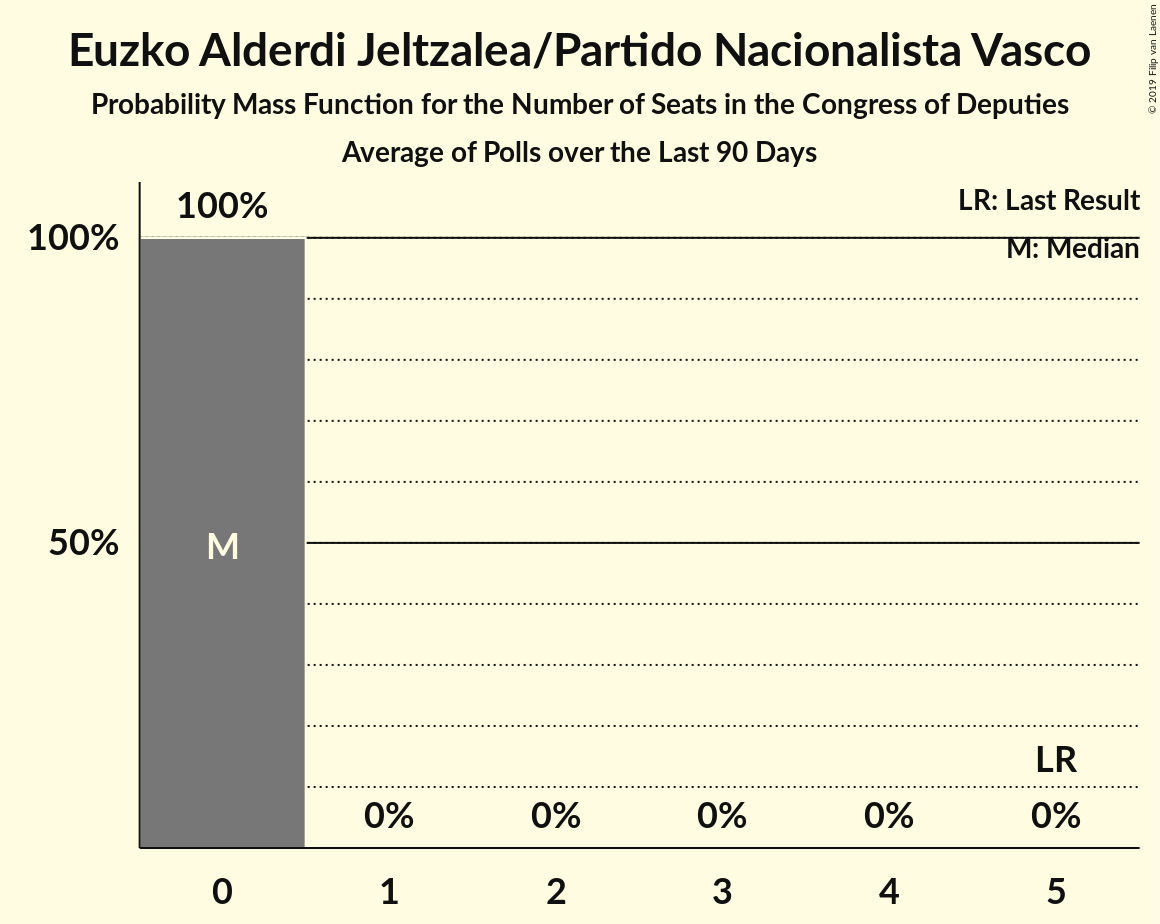 Euzko Alderdi Jeltzalea/Partido Nacionalista Vasco
Probability Mass Function for the Number of Seats in the Congress of Deputies
Average of Polls over the Last 90 Days
© 2019 Filip van Laenen
LR: Last Result
M: Median
100%
100%
50%
M
LR
0% 0% 0% 0% 0%
0 1 2 3 4 5